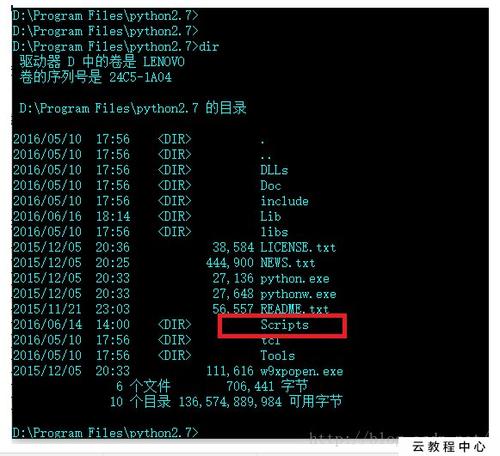 D:\Program Files\python2.7>
D:\Program Files\python2.7>
D:\Program Files\python2.7>dir
驱动器 D 中的卷是 LENOVO
卷的序列号是 24C5-1A04
D:\Program Files\python2.7 的目录
2016/05/10 17:56 <DIR> .
2016/05/10 17:56 <DIR> ..
2016/05/10 17:56 <DIR> DLLs
2016/05/10 17:56 <DIR> Doc
2016/05/10 17:56 <DIR> include
2016/06/16 18:14 <DIR> Lib
2016/05/10 17:56 <DIR> libs
2015/12/05 20:36 38,584 LICENSE.txt
2015/12/05 20:25 444,900 NEWS.txt
2015/12/05 20:33 27,136 python.exe
2015/12/05 20:33 27,648 pythonw.exe
2015/11/21 23:03 56,557 README.txt
2016/06/14 14:00 <DIR> Scripts
2016/05/10 17:56 <DIR> tcl
2016/05/10 17:56 <DIR> Tools
2015/12/05 20:33 111,616 w9xpopen.exe
6 个文件 706,441 字节
10 个目录 136,574,889,984 可用字节
D:\Program Files\python2.7>
云教程中心